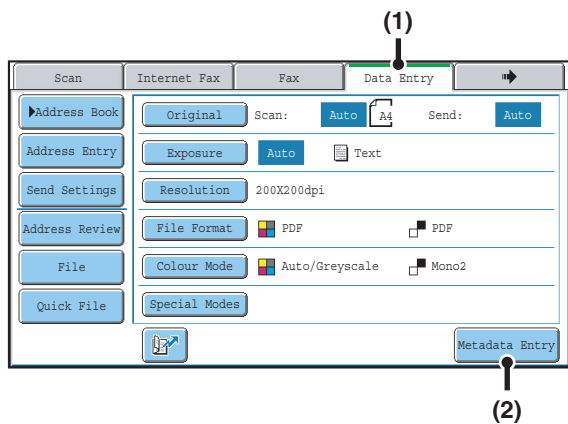 (1)
Scan Internet Fax Fax Data Entry
Address Book Original Scan: Auto A4 Send: Auto
Address Entry Exposure Auto Text
Send Settings Resolution 200X200dpi
Address Review File Format PDF PDF
File Colour Mode Auto/Greyscale Mono2
Quick File Special Modes
Metadata Entry
(2)